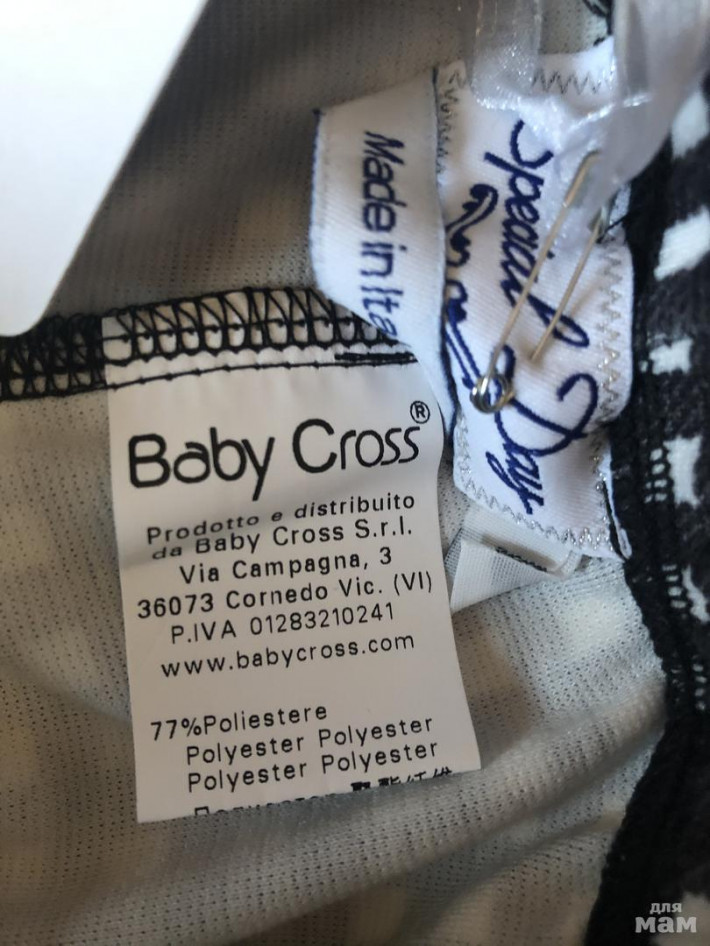 Made in Ita
Special Day
Baby Cross®
Prodotto e distribuito
da Baby Cross S.r.l.
Via Campagna, 3
36073 Cornedo Vic. (VI)
P.IVA 01283210241
www.babycross.com
77%Poliestere
Polyester Polyester
Polyester Polyester
для
мам